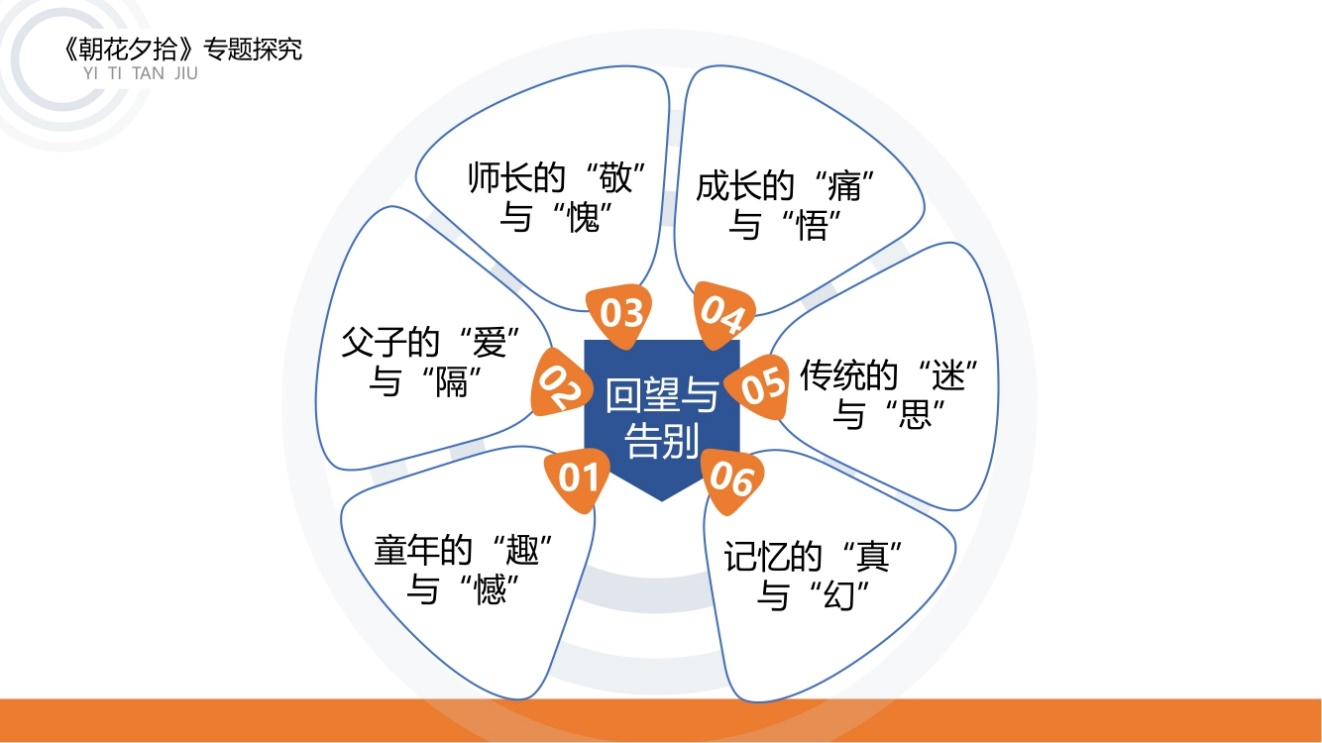 《朝花夕拾》专题探究
YI TI TAN JIU
师长的“敬”
与“愧”
成长的“痛”
与“悟”
父子的“爱”
与“隔”
传统的“迷”
与“思”
童年的“趣”
与“憾”
记忆的“真”
与“幻”
03
04
02
05
01
06
回望与
告别